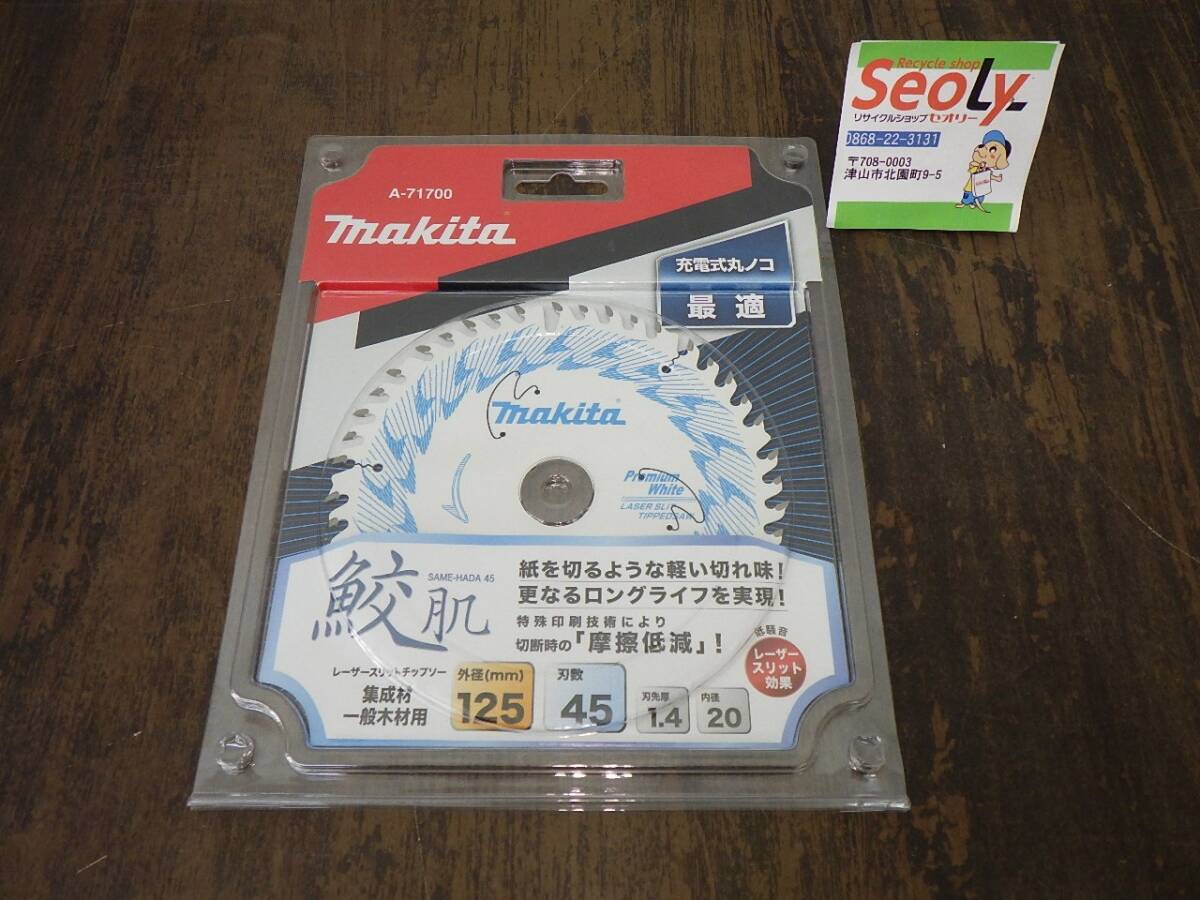 Recycle shop
Seoly
リサイクルショップ セオリー
0868-22-3131
〒708-0003
津山市北園町9-5
A-71700
makita
充電式丸ノコ
最適
makita
Premium
White
LASER SLI
TIPPEDSAW
鮫肌
SAME-HADA 45
紙を切るような軽い切れ味!
更なるロングライフを実現!
特殊印刷技術により
切断時の「摩擦低減」!
低騒音
レーザー
スリット
効果
レーザースリットチップソー
集成材
一般木材用
外径(mm)
125
刃数
45
刃先厚
1.4
内径
20